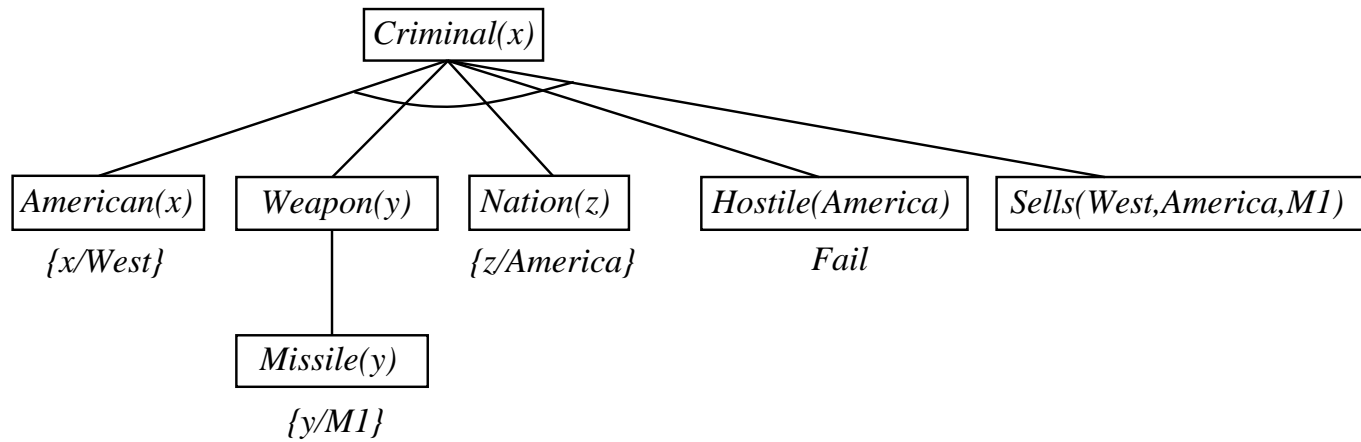 Criminal(x)
American(x) Weapon(y) Nation(z) Hostile(America) Sells(West,America,M1)
{x/West} {z/America} Fail
Missile(y)
{y/M1}